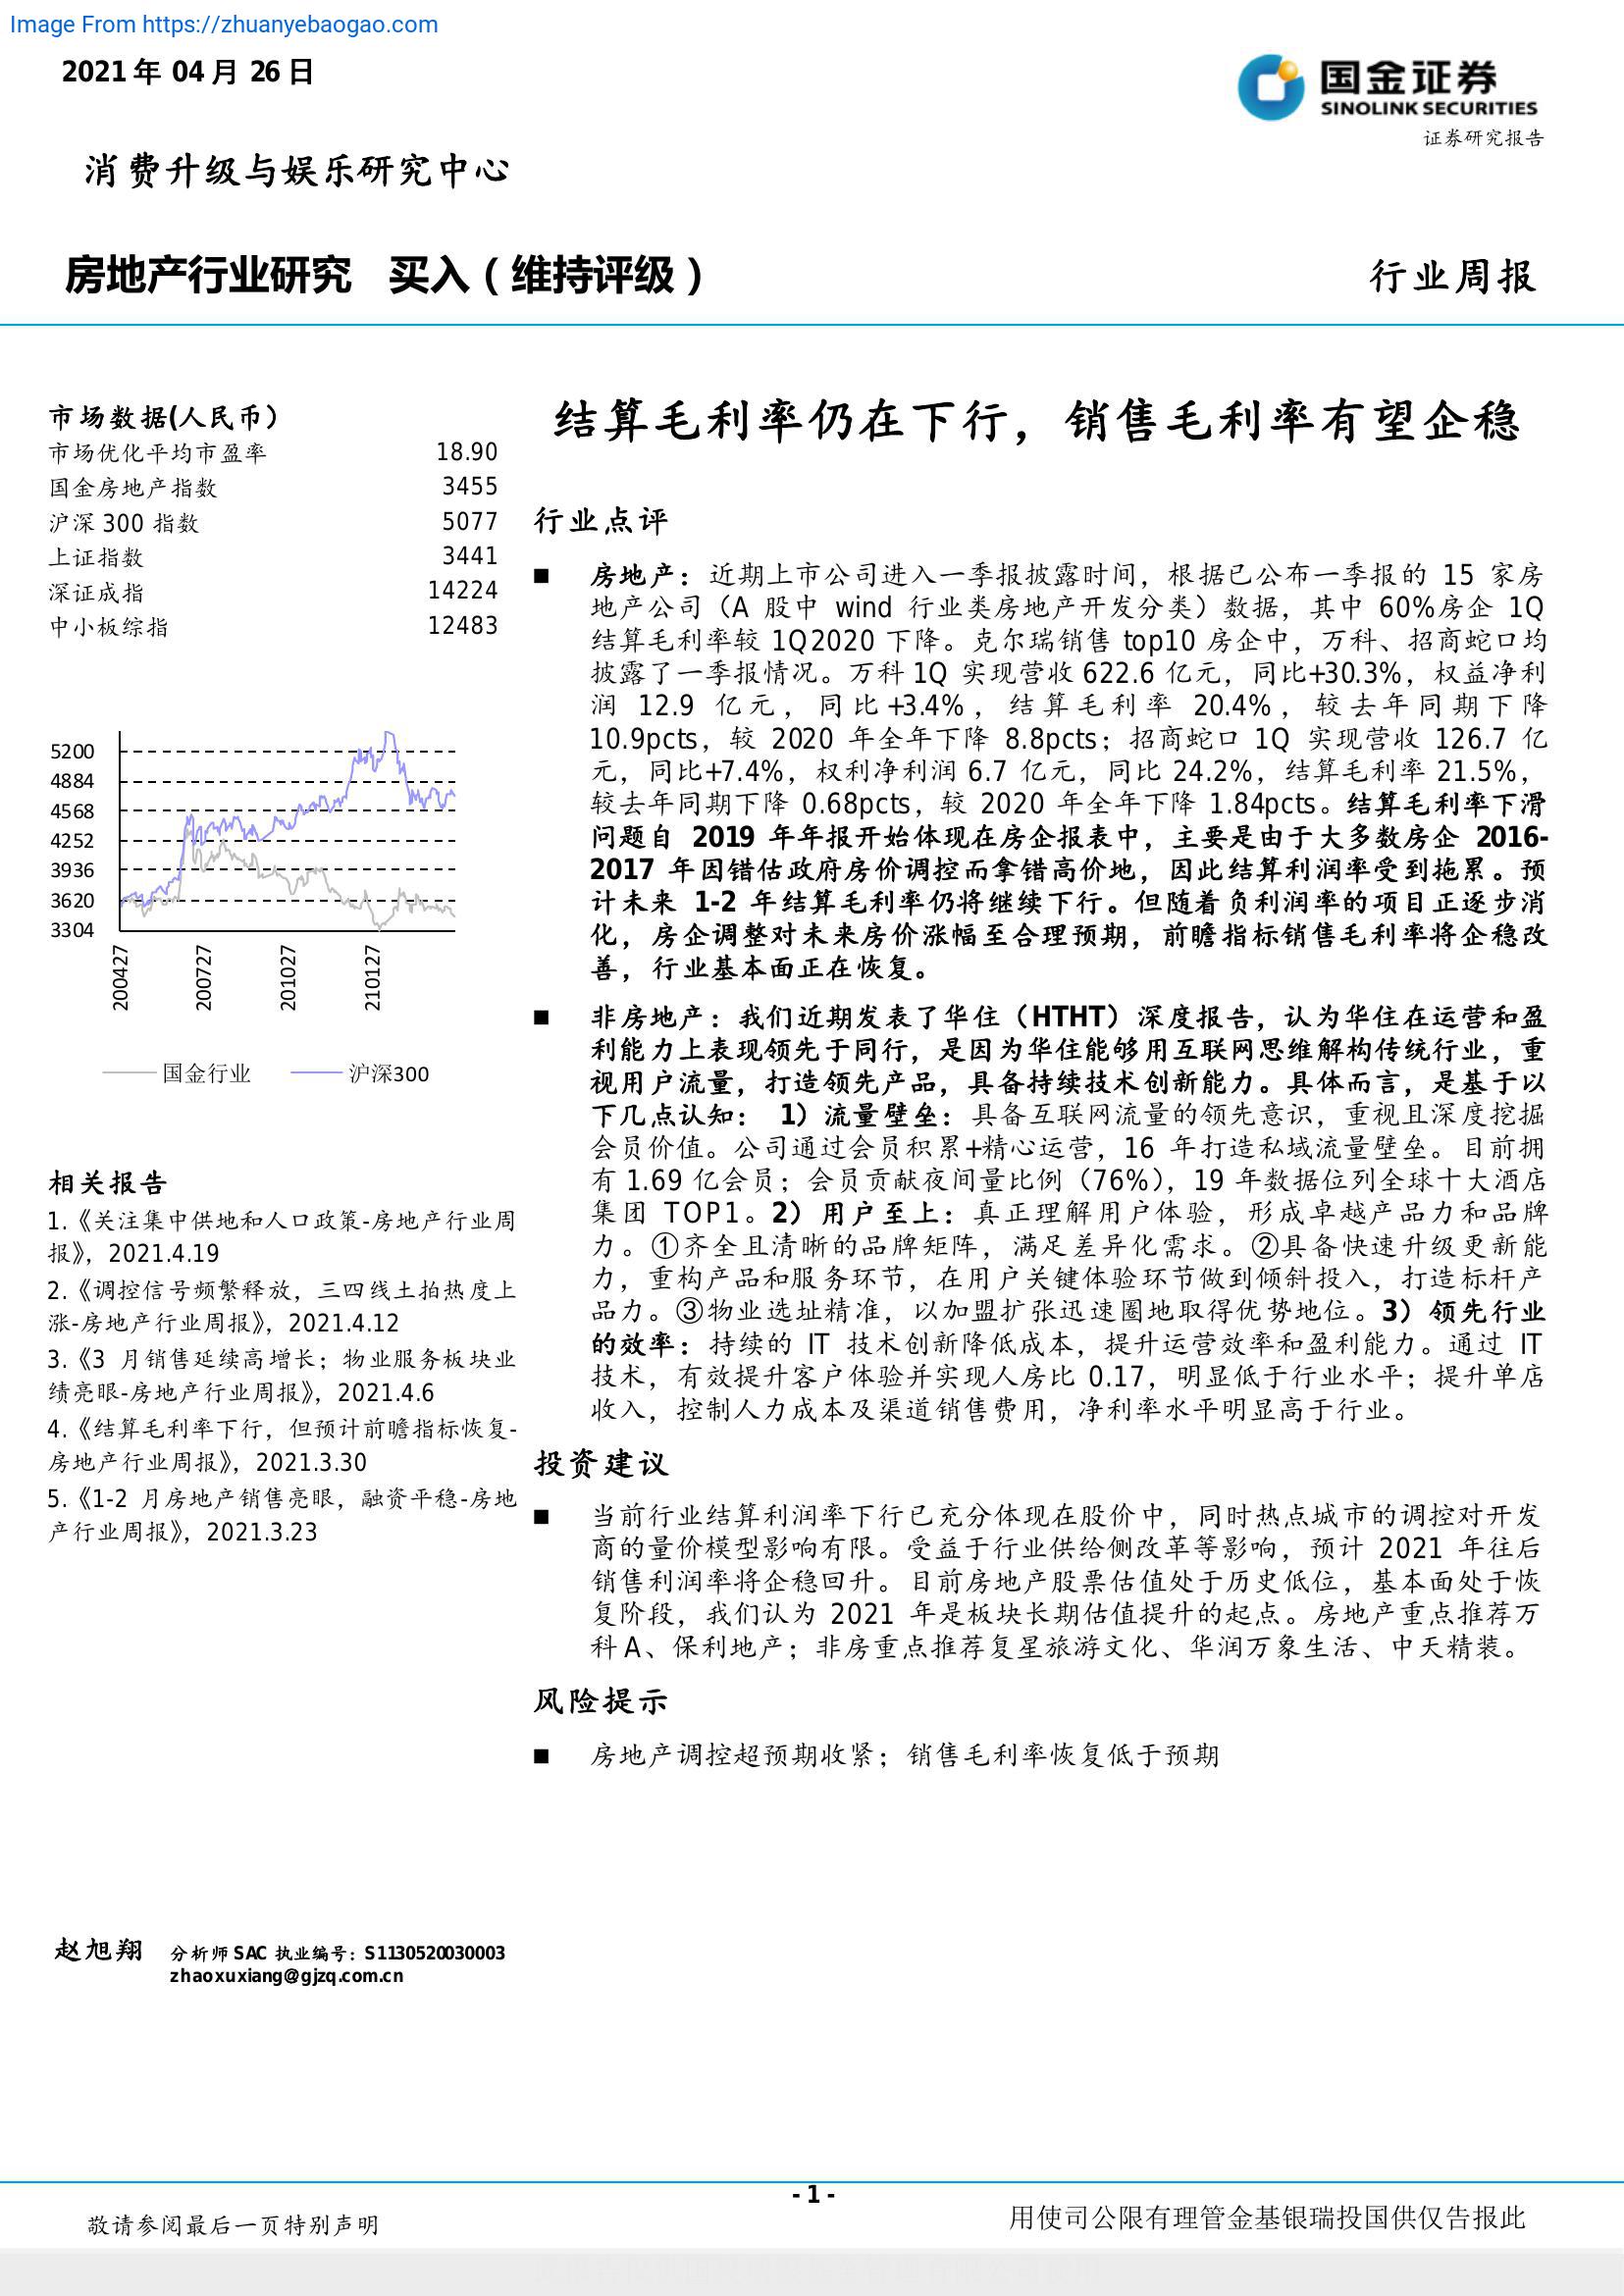 Image From https://zhuanyebaogao.com
2021 年 04 月 26 日
国金证券
SINOLINK SECURITIES
证券研究报告
消费升级与娱乐研究中心
房地产行业研究 买入（维持评级）
行业周报
市场数据(人民币）
市场优化平均市盈率 18.90
国金房地产指数 3455
沪深 300 指数 5077
上证指数 3441
深证成指 14224
中小板综指 12483
5200
4884
4568
4252
3936
3620
3304
200427
200727
201027
210127
国金行业 沪深300
相关报告
1.《关注集中供地和人口政策-房地产行业周
报》，2021.4.19
2.《调控信号频繁释放，三四线土拍热度上
涨-房地产行业周报》，2021.4.12
3.《3 月销售延续高增长；物业服务板块业
绩亮眼-房地产行业周报》，2021.4.6
4.《结算毛利率下行，但预计前瞻指标恢复-
房地产行业周报》，2021.3.30
5.《1-2 月房地产销售亮眼，融资平稳-房地
产行业周报》，2021.3.23
赵旭翔 分析师 SAC 执业编号：S1130520030003
zhaoxuxiang@gjzq.com.cn
结算毛利率仍在下行，销售毛利率有望企稳
行业点评
■ 房地产：近期上市公司进入一季报披露时间，根据已公布一季报的 15 家房
地产公司（A 股中 wind 行业类房地产开发分类）数据，其中 60%房企 1Q
结算毛利率较 1Q2020 下降。克尔瑞销售 top10 房企中，万科、招商蛇口均
披露了一季报情况。万科 1Q 实现营收 622.6 亿元，同比+30.3%，权益净利
润 12.9 亿元，同比+3.4%，结算毛利率 20.4%，较去年同期下降
10.9pcts，较 2020 年全年下降 8.8pcts；招商蛇口 1Q 实现营收 126.7 亿
元，同比+7.4%，权利净利润 6.7 亿元，同比 24.2%，结算毛利率 21.5%，
较去年同期下降 0.68pcts，较 2020 年全年下降 1.84pcts。结算毛利率下滑
问题自 2019 年年报开始体现在房企报表中，主要是由于大多数房企 2016-
2017 年因错估政府房价调控而拿错高价地，因此结算利润率受到拖累。预
计未来 1-2 年结算毛利率仍将继续下行。但随着负利润率的项目正逐步消
化，房企调整对未来房价涨幅至合理预期，前瞻指标销售毛利率将企稳改
善，行业基本面正在恢复。
■ 非房地产：我们近期发表了华住（HTHT）深度报告，认为华住在运营和盈
利能力上表现领先于同行，是因为华住能够用互联网思维解构传统行业，重
视用户流量，打造领先产品，具备持续技术创新能力。具体而言，是基于以
下几点认知： 1）流量壁垒：具备互联网流量的领先意识，重视且深度挖掘
会员价值。公司通过会员积累+精心运营，16 年打造私域流量壁垒。目前拥
有 1.69 亿会员；会员贡献夜间量比例（76%），19 年数据位列全球十大酒店
集团 TOP1。2）用户至上：真正理解用户体验，形成卓越产品力和品牌
力。①齐全且清晰的品牌矩阵，满足差异化需求。②具备快速升级更新能
力，重构产品和服务环节，在用户关键体验环节做到倾斜投入，打造标杆产
品力。③物业选址精准，以加盟扩张迅速圈地取得优势地位。3）领先行业
的效率：持续的 IT 技术创新降低成本，提升运营效率和盈利能力。通过 IT
技术，有效提升客户体验并实现人房比 0.17，明显低于行业水平；提升单店
收入，控制人力成本及渠道销售费用，净利率水平明显高于行业。
投资建议
■ 当前行业结算利润率下行已充分体现在股价中，同时热点城市的调控对开发
商的量价模型影响有限。受益于行业供给侧改革等影响，预计 2021 年往后
销售利润率将企稳回升。目前房地产股票估值处于历史低位，基本面处于恢
复阶段，我们认为 2021 年是板块长期估值提升的起点。房地产重点推荐万
科 A、保利地产；非房重点推荐复星旅游文化、华润万象生活、中天精装。
风险提示
■ 房地产调控超预期收紧；销售毛利率恢复低于预期
- 1 -
敬请参阅最后一页特别声明
用使司公限有理管金基银瑞投国供仅告报此